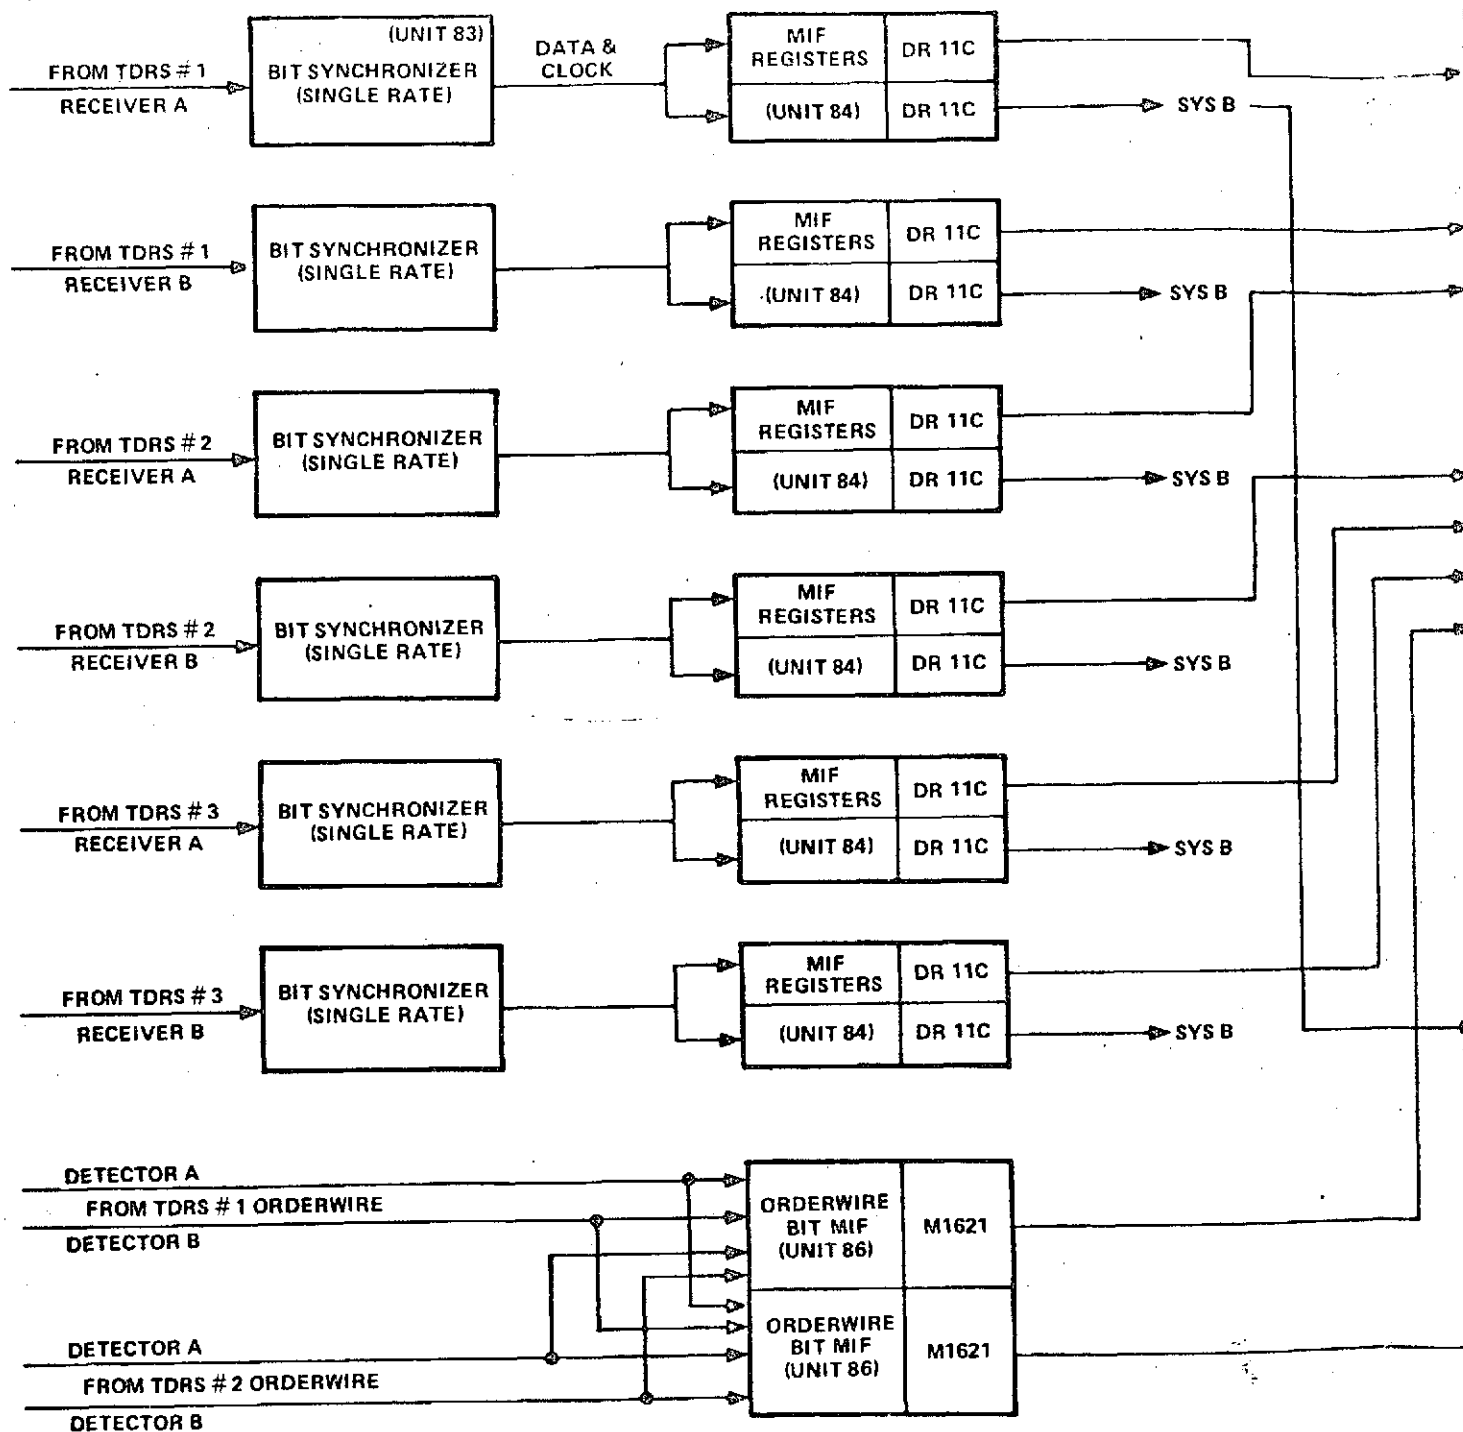 (UNIT 83)
FROM TDRS #1
RECEIVER A
BIT SYNCHRONIZER
(SINGLE RATE)
DATA &
CLOCK
MIF
REGISTERS
DR 11C
(UNIT 84)
DR 11C
SYS B
FROM TDRS #1
RECEIVER B
BIT SYNCHRONIZER
(SINGLE RATE)
MIF
REGISTERS
DR 11C
(UNIT 84)
DR 11C
SYS B
FROM TDRS #2
RECEIVER A
BIT SYNCHRONIZER
(SINGLE RATE)
MIF
REGISTERS
DR 11C
(UNIT 84)
DR 11C
SYS B
FROM TDRS #2
RECEIVER B
BIT SYNCHRONIZER
(SINGLE RATE)
MIF
REGISTERS
DR 11C
(UNIT 84)
DR 11C
SYS B
FROM TDRS #3
RECEIVER A
BIT SYNCHRONIZER
(SINGLE RATE)
MIF
REGISTERS
DR 11C
(UNIT 84)
DR 11C
SYS B
FROM TDRS #3
RECEIVER B
BIT SYNCHRONIZER
(SINGLE RATE)
MIF
REGISTERS
DR 11C
(UNIT 84)
DR 11C
SYS B
DETECTOR A
FROM TDRS #1 ORDERWIRE
DETECTOR B
ORDERWIRE
BIT MIF
(UNIT 86)
M1621
DETECTOR A
FROM TDRS #2 ORDERWIRE
DETECTOR B
ORDERWIRE
BIT MIF
(UNIT 86)
M1621